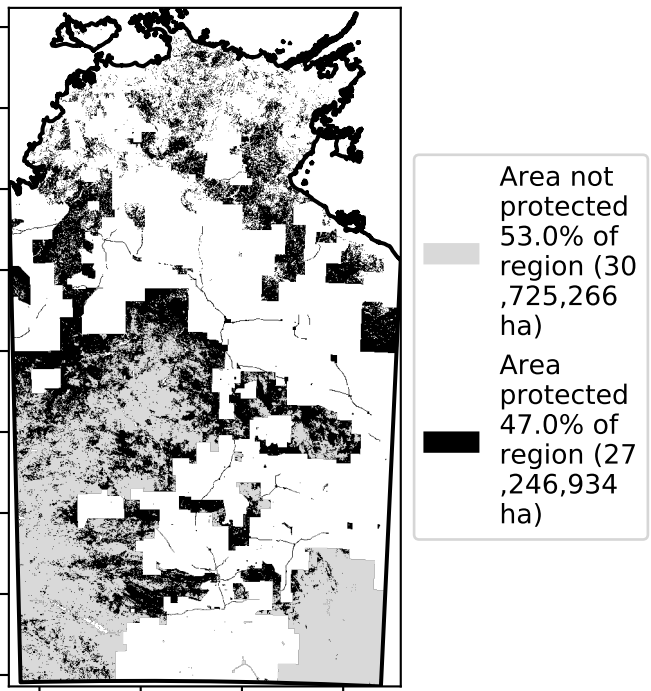 Area not
protected
53.0% of
region (30
,725,266
ha)
Area
protected
47.0% of
region (27
,246,934
ha)